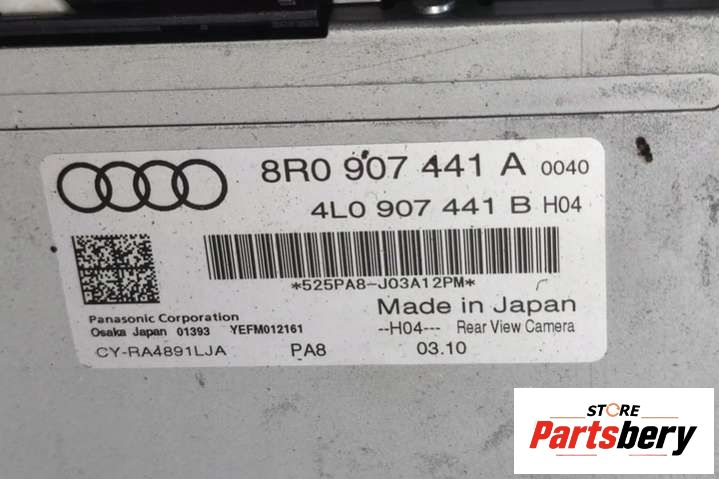 8R0 907 441 A 0040
4L0 907 441 B H04
*525PA8-J03A12PM*
Panasonic Corporation
Made in Japan
Osaka Japan 01393 YEFM012161
--H04--- Rear View Camera
CY-RA4891LJA PA8 03.10
STORE
Partsbery